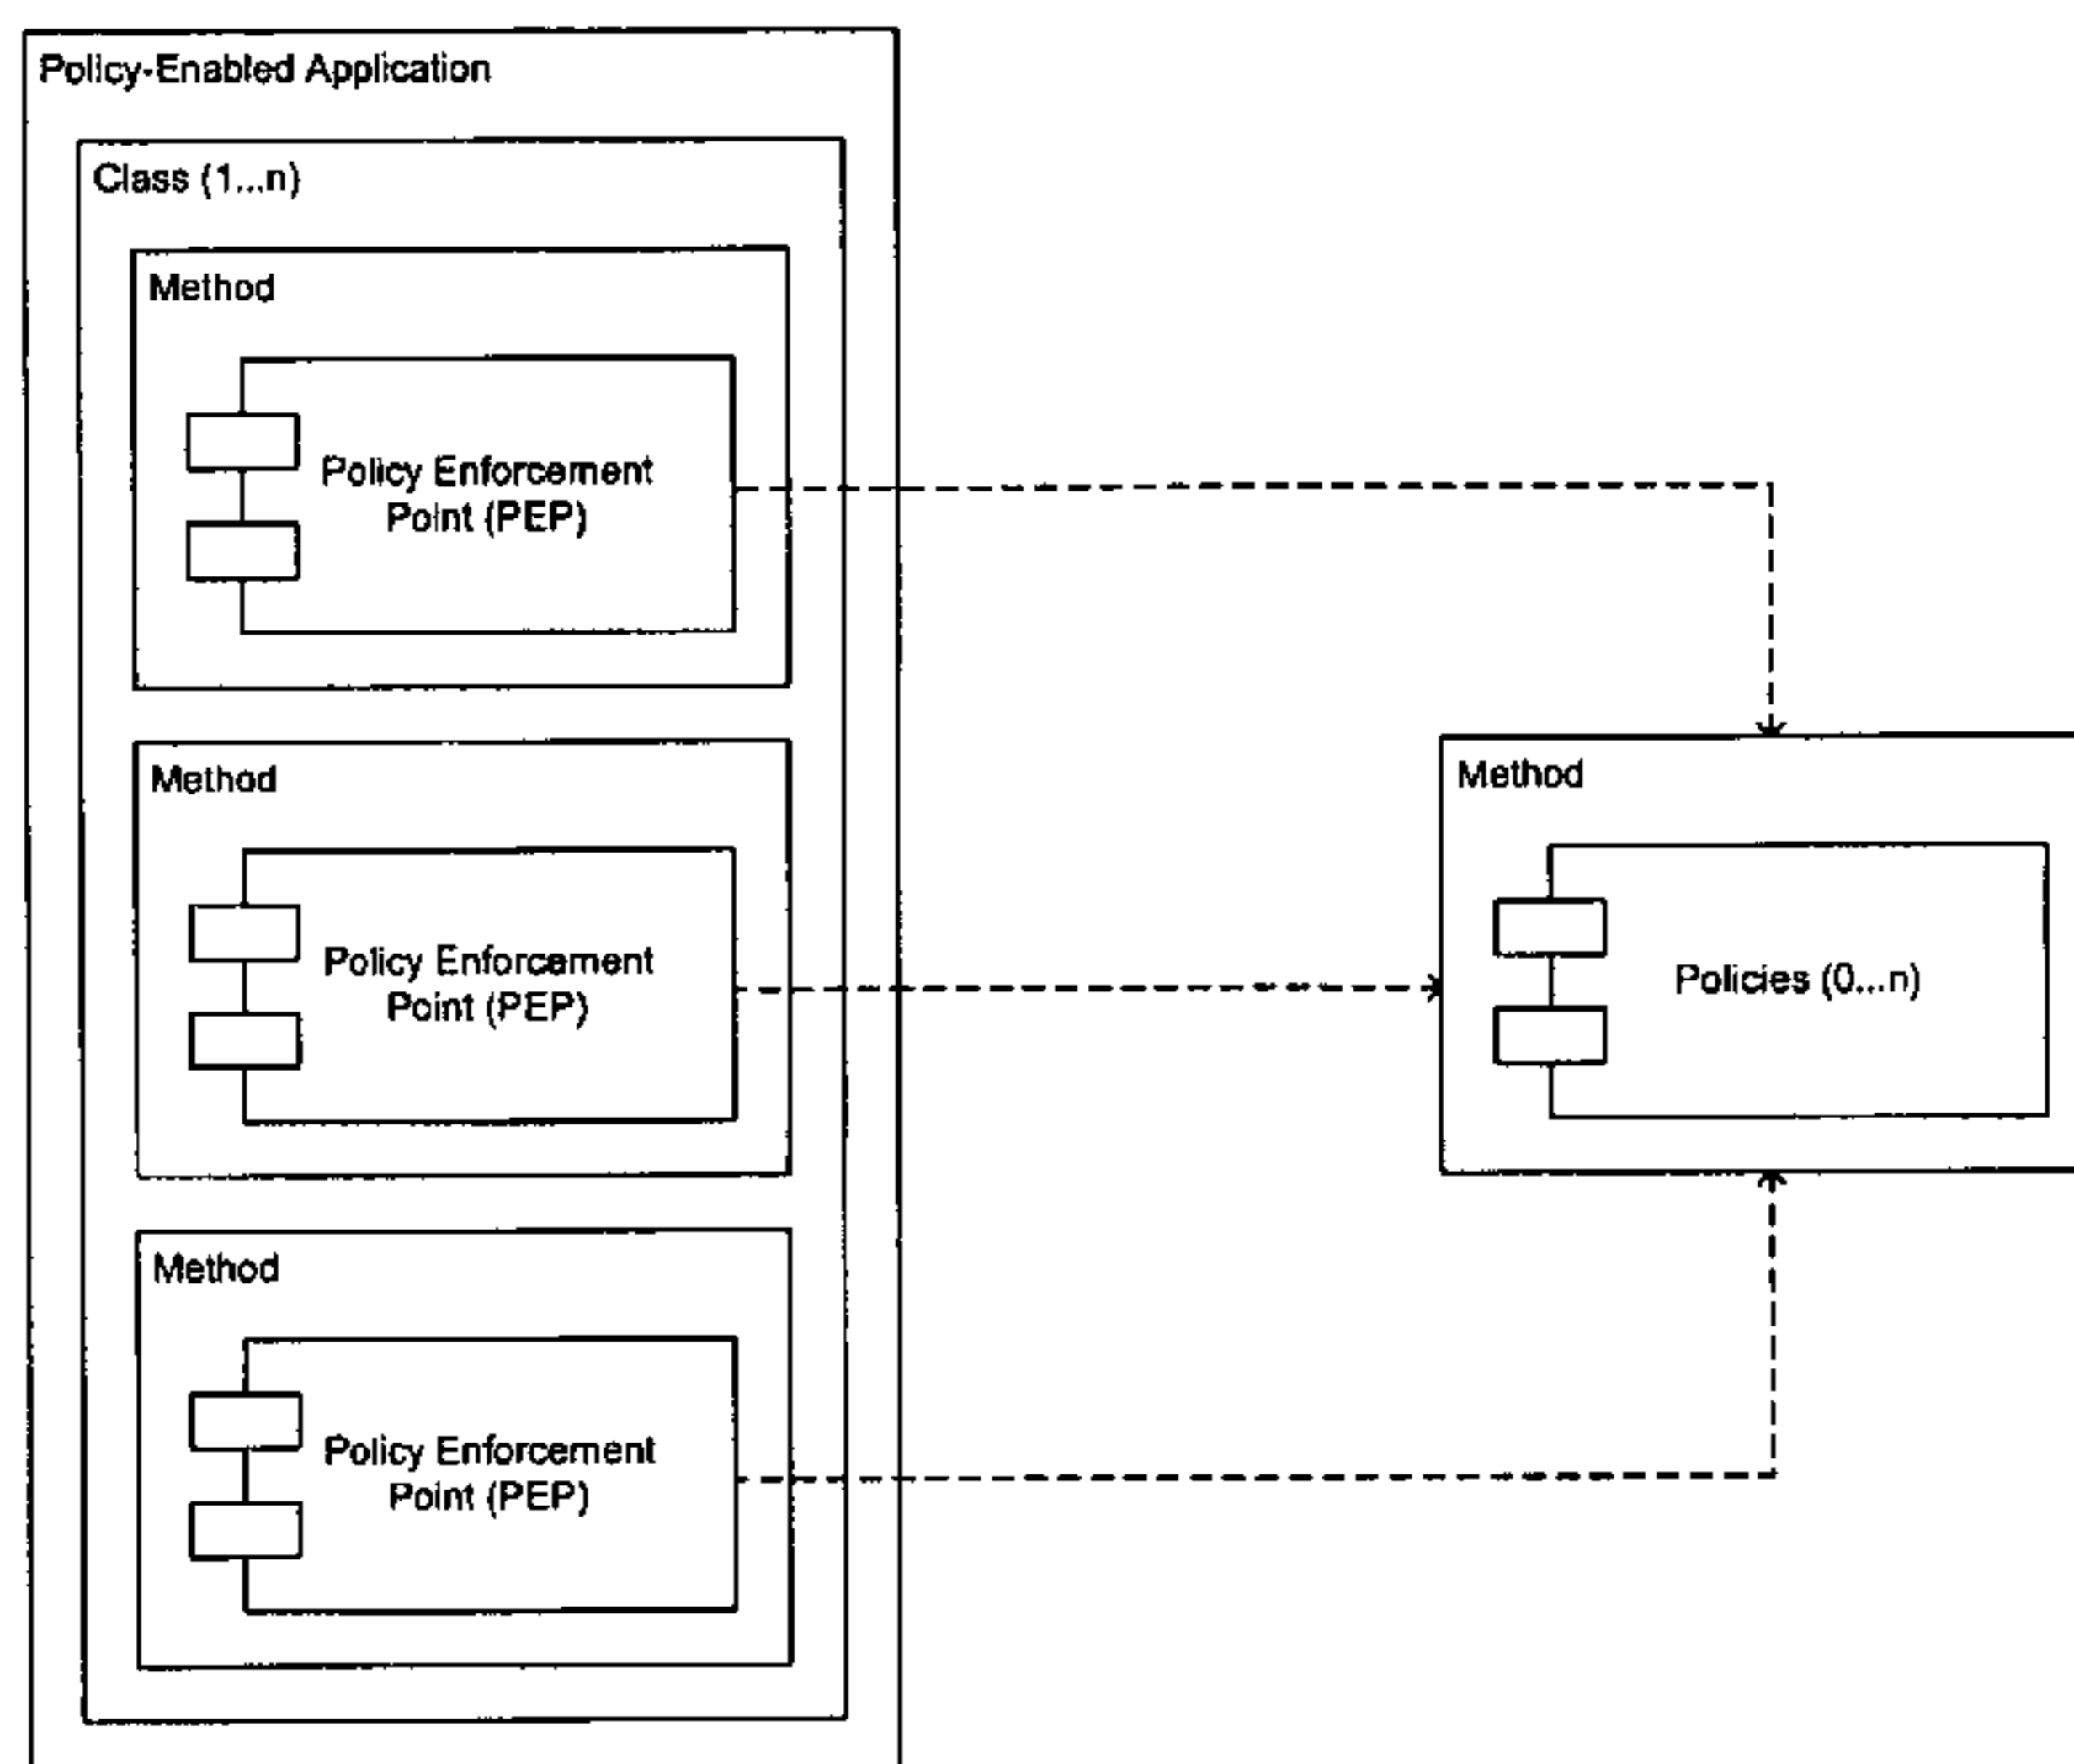 Policy-Enabled Application
Class (1...n)
Method
Policy Enforcement
Point (PEP)
Method
Policy Enforcement
Point (PEP)
Method
Policies (0...n)
Method
Policy Enforcement
Point (PEP)